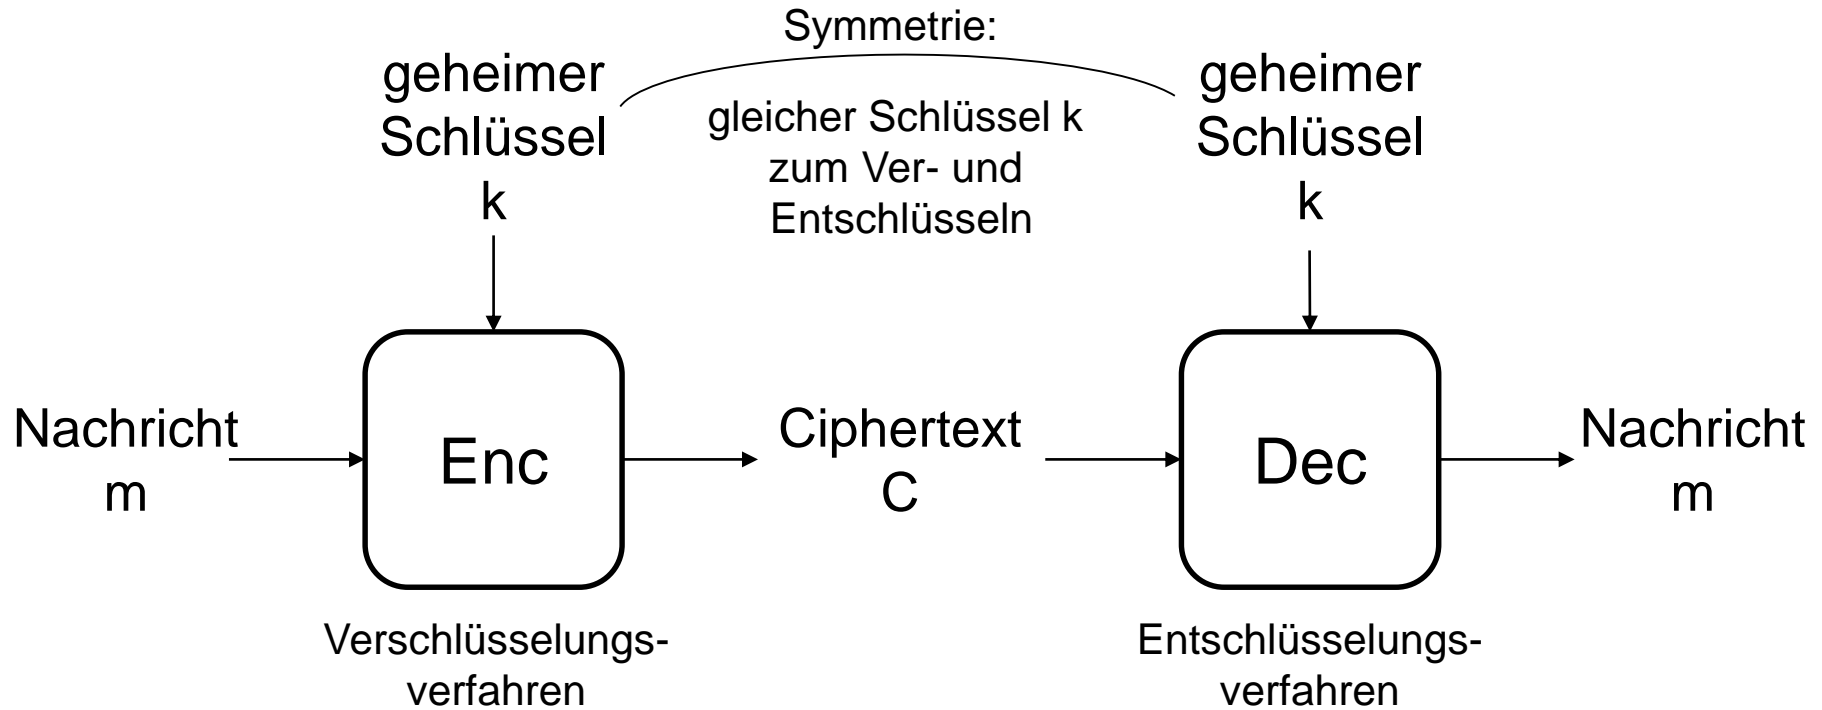 Symmetrie:
geheimer
Schlüssel
k
gleicher Schlüssel k
zum Ver- und
Entschlüsseln
geheimer
Schlüssel
k
Nachricht
m
Enc
Ciphertext
C
Dec
Nachricht
m
Verschlüsselungs-
verfahren
Entschlüsselungs-
verfahren